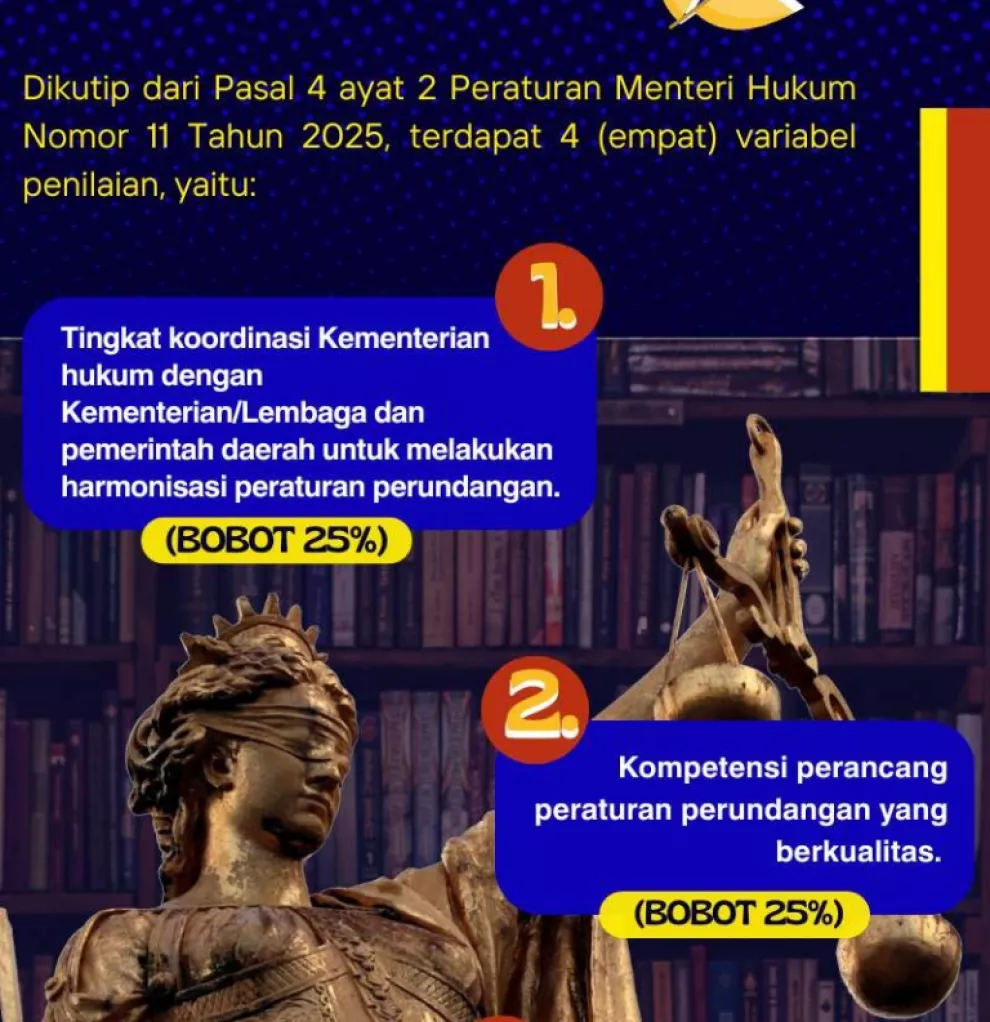 Dikutip dari Pasal 4 ayat 2 Peraturan Menteri Hukum
Nomor 11 Tahun 2025, terdapat 4 (empat) variabel
penilaian, yaitu:
1.
Tingkat koordinasi Kementerian
hukum dengan
Kementerian/Lembaga dan
pemerintah daerah untuk melakukan
harmonisasi peraturan perundangan.
(BOBOT 25%)
2.
Kompetensi perancang
peraturan perundangan yang
berkualitas.
(BOBOT 25%)